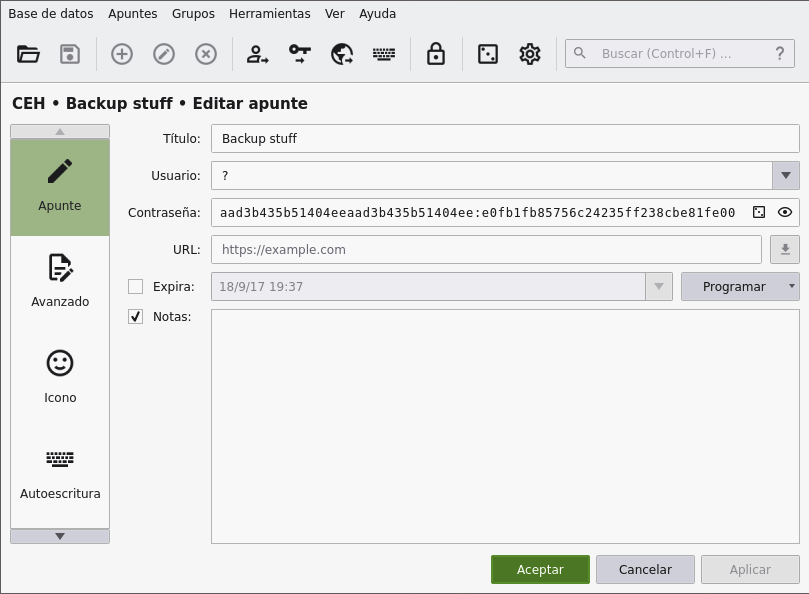 Base de datos Apuntes Grupos Herramientas Ver Ayuda
Buscar (Control+F) ... ?
CEH • Backup stuff • Editar apunte
Apunte
Avanzado
Icono
Autoescritura
Título: Backup stuff
Usuario: ?
Contraseña: aad3b435b51404eeaad3b435b51404ee:e0fb1fb85756c24235ff238cbe81fe00
URL: https://example.com
Expira: 18/9/17 19:37 Programar
Notas:
Aceptar Cancelar Aplicar